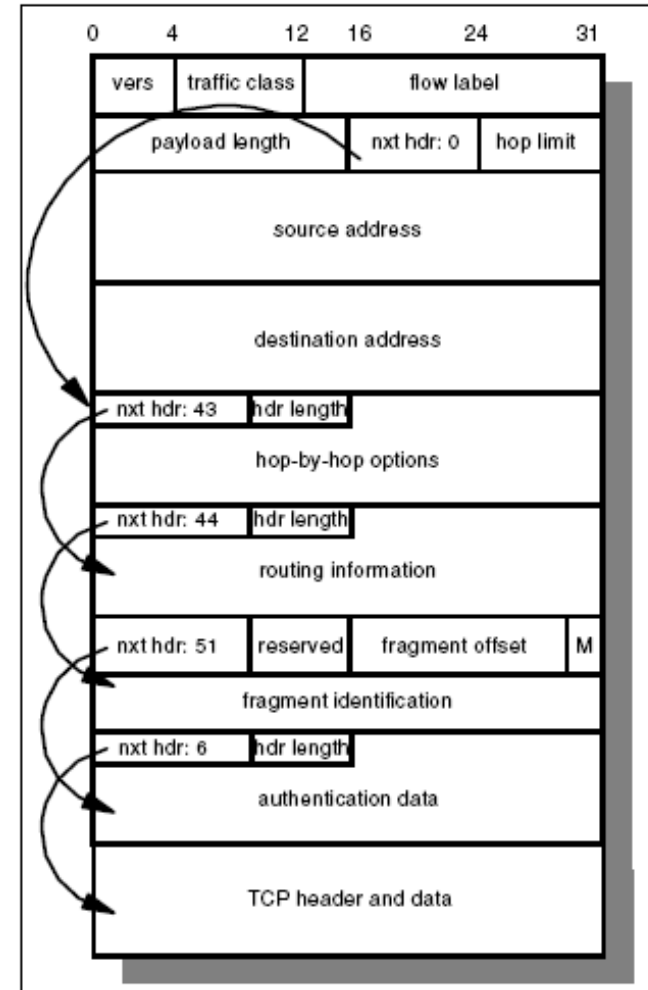 0 4 12 16 24 31
vers traffic class flow label
payload length nxt hdr: 0 hop limit
source address
destination address
nxt hdr: 43 hdr length
hop-by-hop options
nxt hdr: 44 hdr length
routing information
nxt hdr: 51 reserved fragment offset M
fragment identification
nxt hdr: 6 hdr length
authentication data
TCP header and data